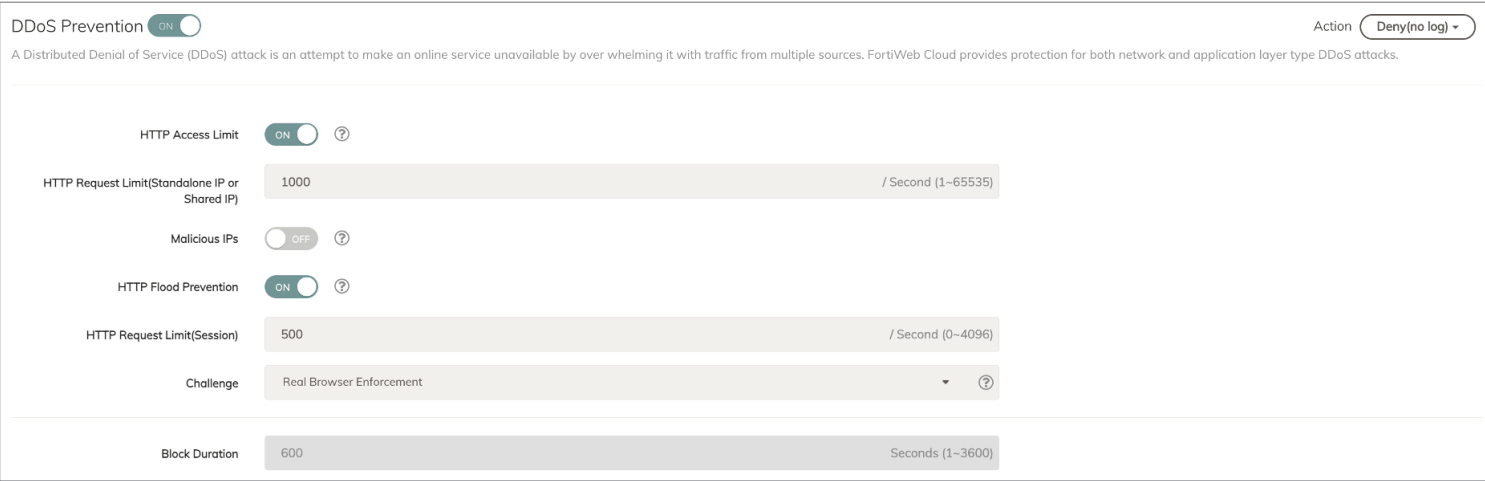 DDoS Prevention ON Action Deny(no log)
A Distributed Denial of Service (DDoS) attack is an attempt to make an online service unavailable by over whelming it with traffic from multiple sources. FortiWeb Cloud provides protection for both network and application layer type DDoS attacks.
HTTP Access Limit ON ?
HTTP Request Limit(Standalone IP or
Shared IP) 1000 / Second (1~65535)
Malicious IPs OFF ?
HTTP Flood Prevention ON ?
HTTP Request Limit(Session) 500 / Second (0~4096)
Challenge Real Browser Enforcement ?
Block Duration 600 Seconds (1~3600)